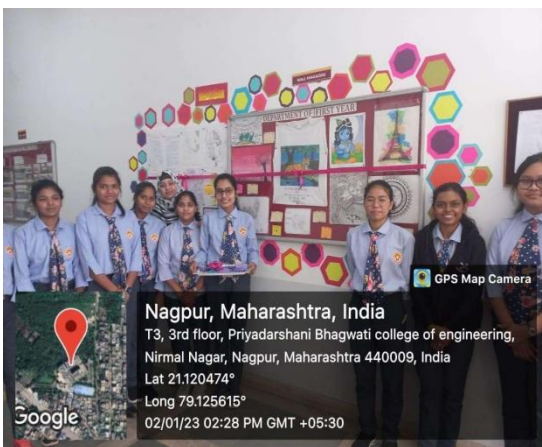 WALL MAGAZINE
DEPARTMENT OF FIRST YEAR
GPS Map Camera
Nagpur, Maharashtra, India
T3, 3rd floor, Priyadarshani Bhagwati college of engineering,
Nirmal Nagar, Nagpur, Maharashtra 440009, India
Lat 21.120474°
Long 79.125615°
02/01/23 02:28 PM GMT +05:30
Google